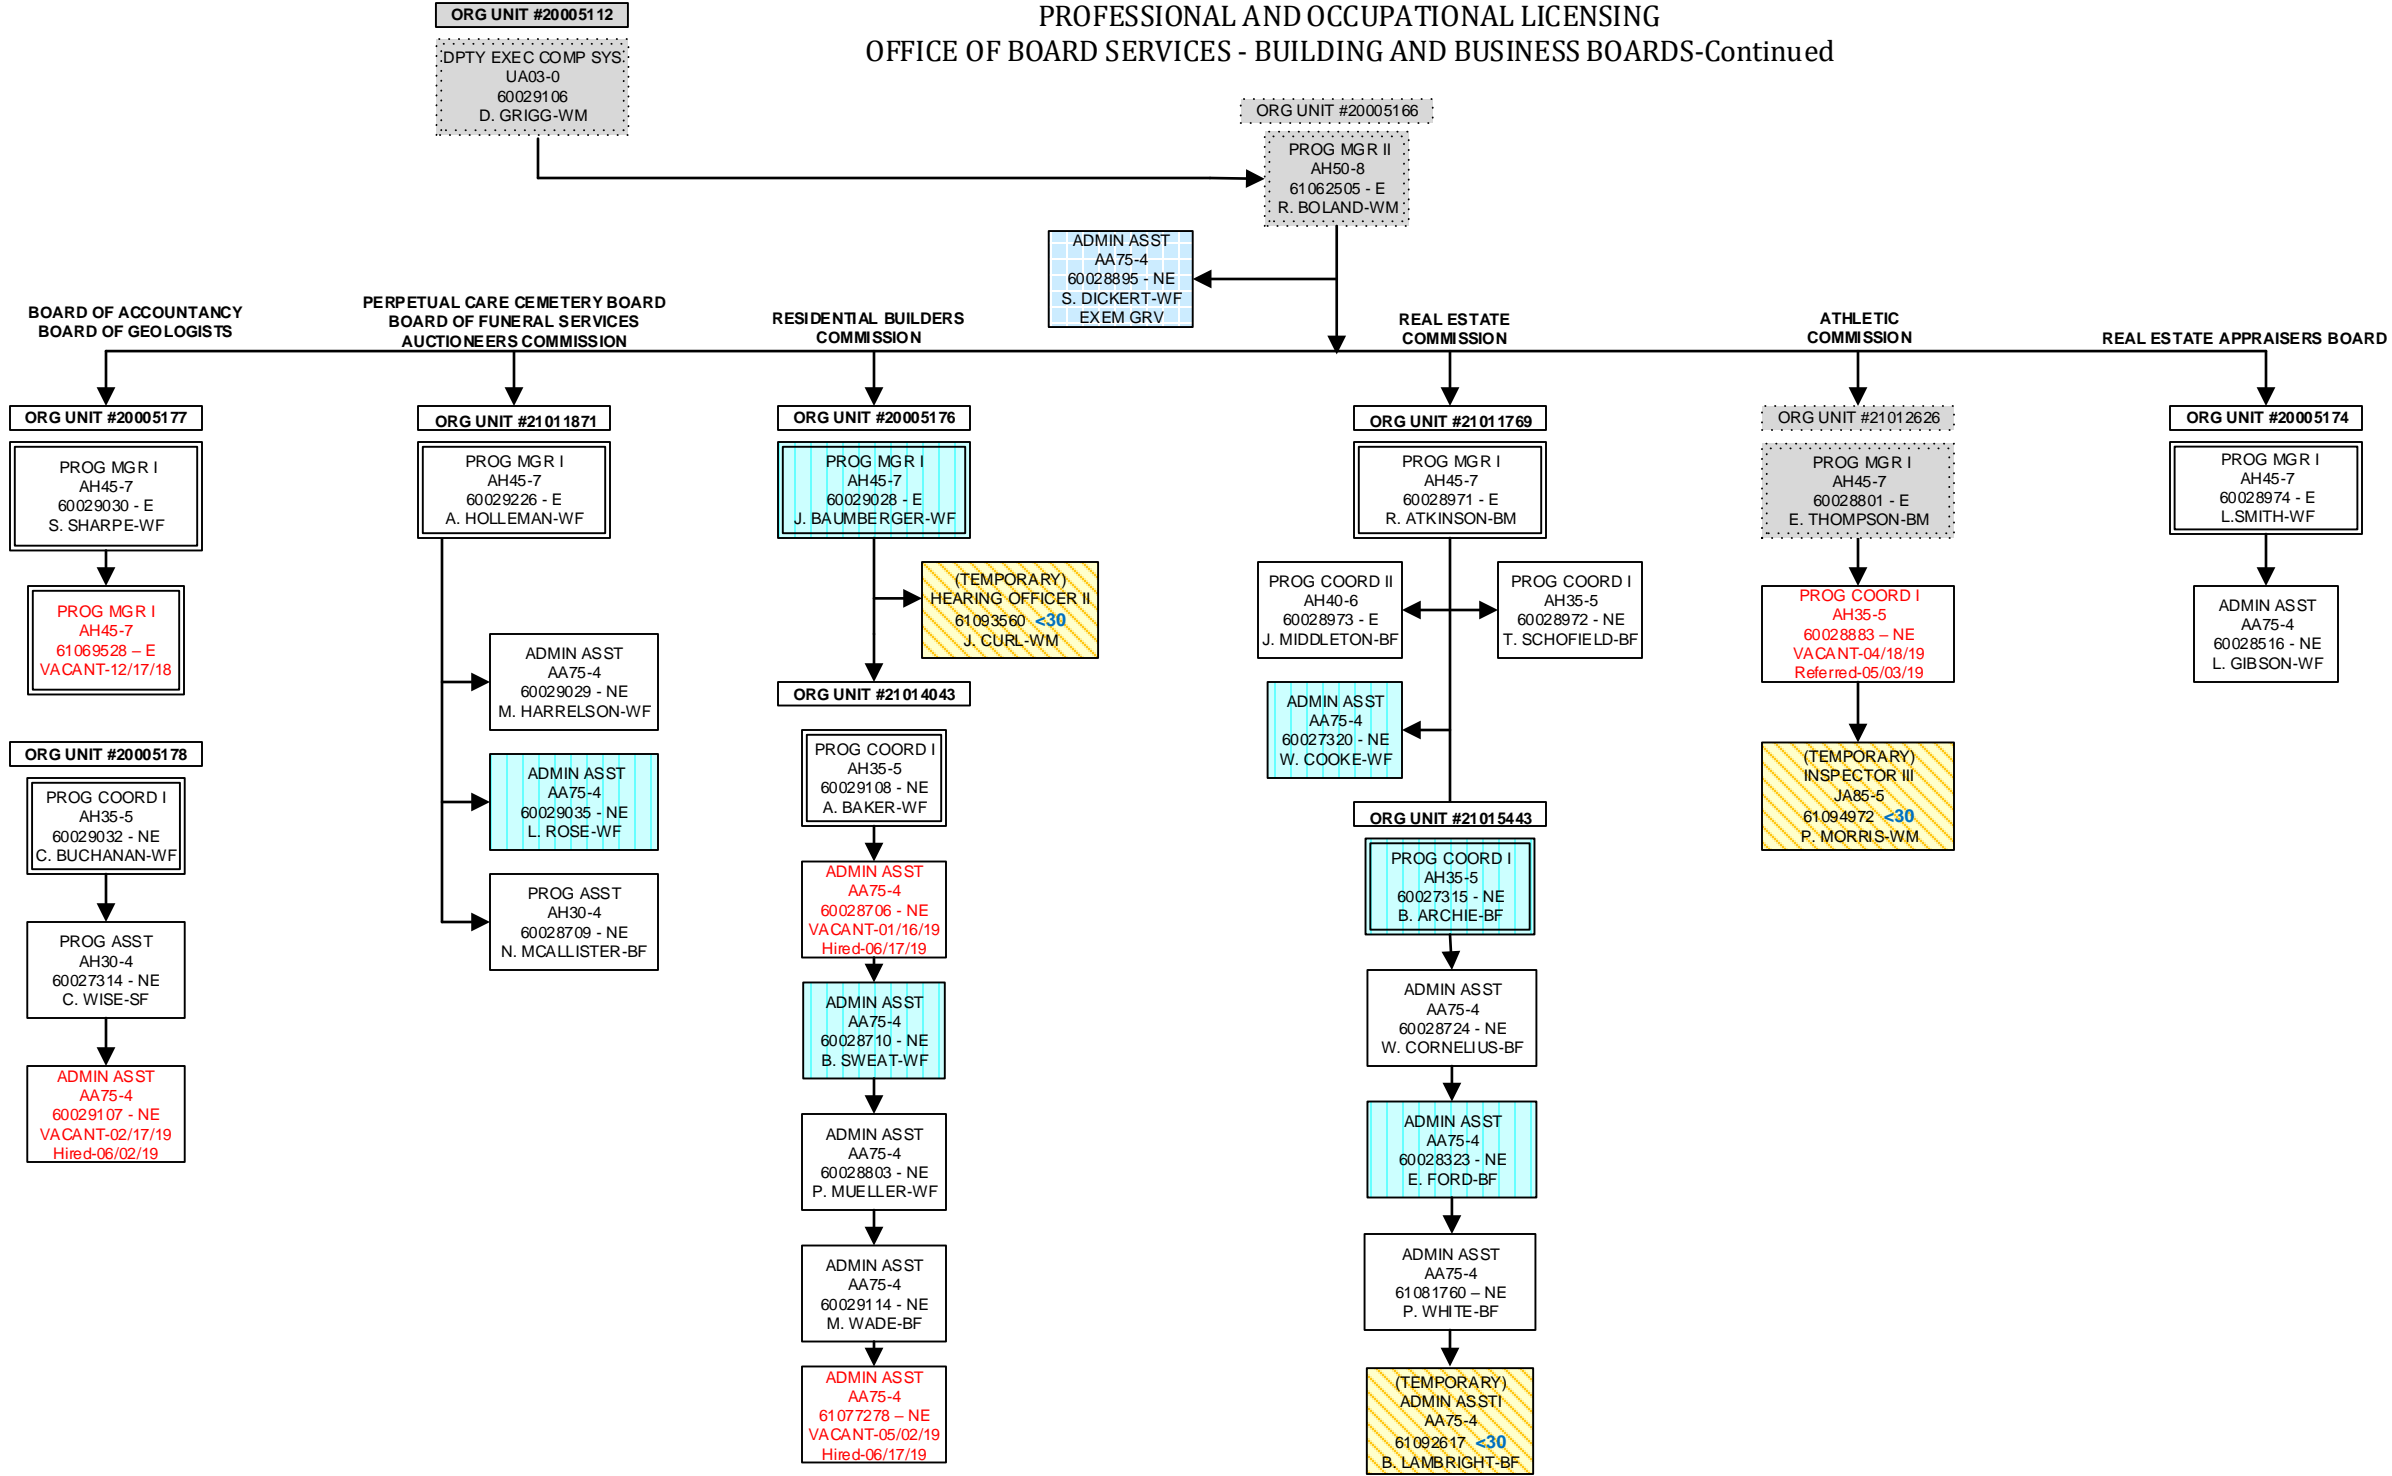 PROFESSIONAL AND OCCUPATIONAL LICENSING
OFFICE OF BOARD SERVICES - BUILDING AND BUSINESS BOARDS-Continued
ORG UNIT #20005112
DPTY EXEC COMP SYS
UA03-0
60029106
D. GRIGG-WM
ORG UNIT #20005166
PROG MGR II
AH50-8
61062505 - E
R. BOLAND-WM
ADMIN ASST
AA75-4
60028895 - NE
S. DICKERT-WF
EXEM GRV
BOARD OF ACCOUNTANCY
BOARD OF GEOLOGISTS
ORG UNIT #20005177
PROG MGR I
AH45-7
60029030 - E
S. SHARPE-WF
PROG MGR I
AH45-7
61069528 – E
VACANT-12/17/18
ORG UNIT #20005178
PROG COORD I
AH35-5
60029032 - NE
C. BUCHANAN-WF
PROG ASST
AH30-4
60027314 - NE
C. WISE-SF
ADMIN ASST
AA75-4
60029107 - NE
VACANT-02/17/19
Hired-06/02/19
PERPETUAL CARE CEMETERY BOARD
BOARD OF FUNERAL SERVICES
AUCTIONEERS COMMISSION
ORG UNIT #21011871
PROG MGR I
AH45-7
60029226 - E
A. HOLLEMAN-WF
ADMIN ASST
AA75-4
60029029 - NE
M. HARRELSON-WF
ADMIN ASST
AA75-4
60029035 - NE
L. ROSE-WF
PROG ASST
AH30-4
60028709 - NE
N. MCALLISTER-BF
RESIDENTIAL BUILDERS
COMMISSION
ORG UNIT #20005176
PROG MGR I
AH45-7
60029028 - E
J. BAUMBERGER-WF
(TEMPORARY)
HEARING OFFICER II
61093560 <30
J. CURL-WM
ORG UNIT #21014043
PROG COORD I
AH35-5
60029108 - NE
A. BAKER-WF
ADMIN ASST
AA75-4
60028706 - NE
VACANT-01/16/19
Hired-06/17/19
ADMIN ASST
AA75-4
60028710 - NE
B. SWEAT-WF
ADMIN ASST
AA75-4
60028803 - NE
P. MUELLER-WF
ADMIN ASST
AA75-4
60029114 - NE
M. WADE-BF
ADMIN ASST
AA75-4
61077278 – NE
VACANT-05/02/19
Hired-06/17/19
REAL ESTATE
COMMISSION
ORG UNIT #21011769
PROG MGR I
AH45-7
60028971 - E
R. ATKINSON-BM
PROG COORD II
AH40-6
60028973 - E
J. MIDDLETON-BF
PROG COORD I
AH35-5
60028972 - NE
T. SCHOFIELD-BF
ADMIN ASST
AA75-4
60027320 - NE
W. COOKE-WF
ORG UNIT #21015443
PROG COORD I
AH35-5
60027315 - NE
B. ARCHIE-BF
ADMIN ASST
AA75-4
60028724 - NE
W. CORNELIUS-BF
ADMIN ASST
AA75-4
60028323 - NE
E. FORD-BF
ADMIN ASST
AA75-4
61081760 – NE
P. WHITE-BF
(TEMPORARY)
ADMIN ASSTI
AA75-4
61092617 <30
B. LAMBRIGHT-BF
ATHLETIC
COMMISSION
ORG UNIT #21012626
PROG MGR I
AH45-7
60028801 - E
E. THOMPSON-BM
PROG COORD I
AH35-5
60028883 – NE
VACANT-04/18/19
Referred-05/03/19
(TEMPORARY)
INSPECTOR III
JA85-5
61094972 <30
P. MORRIS-WM
REAL ESTATE APPRAISERS BOARD
ORG UNIT #20005174
PROG MGR I
AH45-7
60028974 - E
L.SMITH-WF
ADMIN ASST
AA75-4
60028516 - NE
L. GIBSON-WF